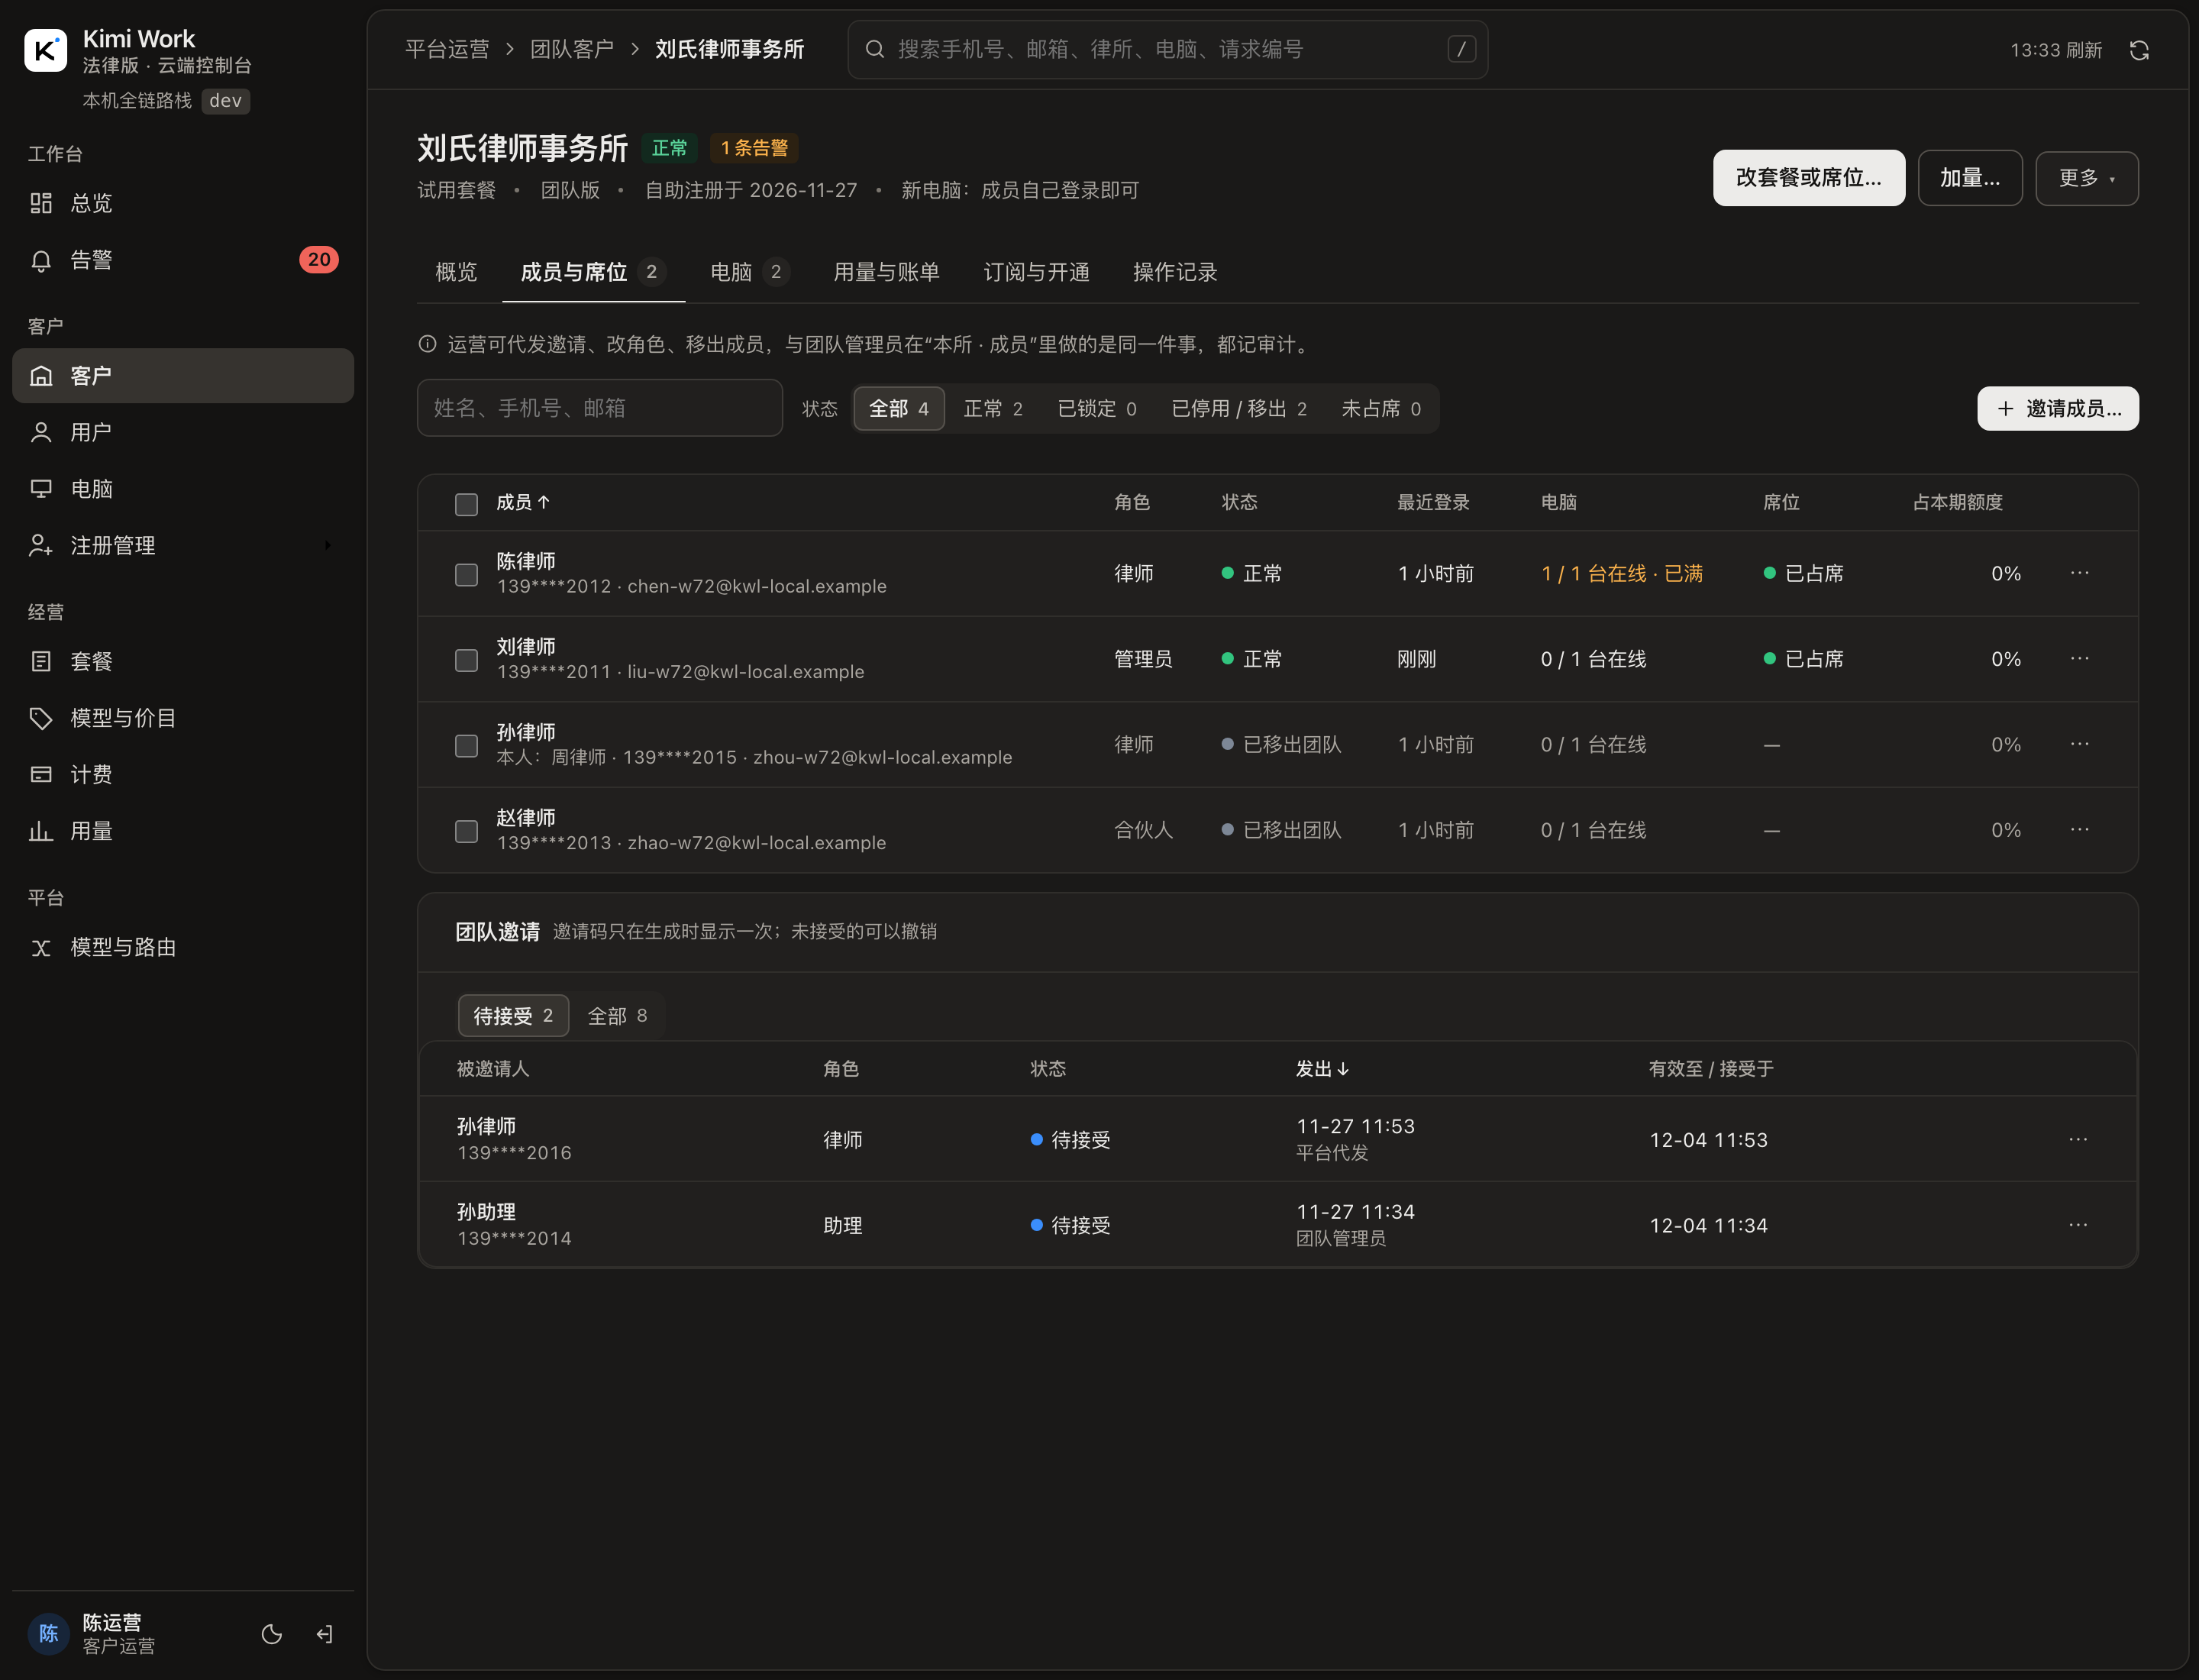 Kimi Work
法律版 · 云端控制台
本机全链路栈 dev
工作台
总览
告警 20
客户
客户
用户
电脑
注册管理
经营
套餐
模型与价目
计费
用量
平台
模型与路由
陈
陈运营
客户运营
平台运营 > 团队客户 > 刘氏律师事务所
搜索手机号、邮箱、律所、电脑、请求编号 /
13:33 刷新
刘氏律师事务所 正常 1 条告警
试用套餐 • 团队版 • 自助注册于 2026-11-27 • 新电脑：成员自己登录即可
改套餐或席位... 加量... 更多
概览 成员与席位 2 电脑 2 用量与账单 订阅与开通 操作记录
运营可代发邀请、改角色、移出成员，与团队管理员在“本所 · 成员”里做的是同一件事，都记审计。
姓名、手机号、邮箱 状态 全部 4 正常 2 已锁定 0 已停用 / 移出 2 未占席 0
+ 邀请成员...
成员 ↑ 角色 状态 最近登录 电脑 席位 占本期额度
陈律师
139****2012 · chen-w72@kwl-local.example
律师 正常 1 小时前 1 / 1 台在线 · 已满 已占席 0% ···
刘律师
139****2011 · liu-w72@kwl-local.example
管理员 正常 刚刚 0 / 1 台在线 已占席 0% ···
孙律师
本人：周律师 · 139****2015 · zhou-w72@kwl-local.example
律师 已移出团队 1 小时前 0 / 1 台在线 — 0% ···
赵律师
139****2013 · zhao-w72@kwl-local.example
合伙人 已移出团队 1 小时前 0 / 1 台在线 — 0% ···
团队邀请 邀请码只在生成时显示一次；未接受的可以撤销
待接受 2 全部 8
被邀请人 角色 状态 发出 ↓ 有效至 / 接受于
孙律师
139****2016
律师 待接受
11-27 11:53
平台代发
12-04 11:53 ···
孙助理
139****2014
助理 待接受
11-27 11:34
团队管理员
12-04 11:34 ···